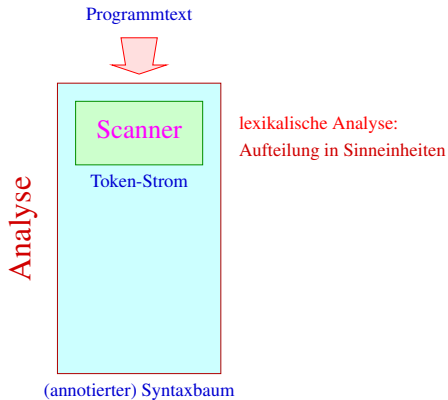 Programmtext
Scanner
lexikalische Analyse:
Aufteilung in Sinneinheiten
Token-Strom
Analyse
(annotierter) Syntaxbaum